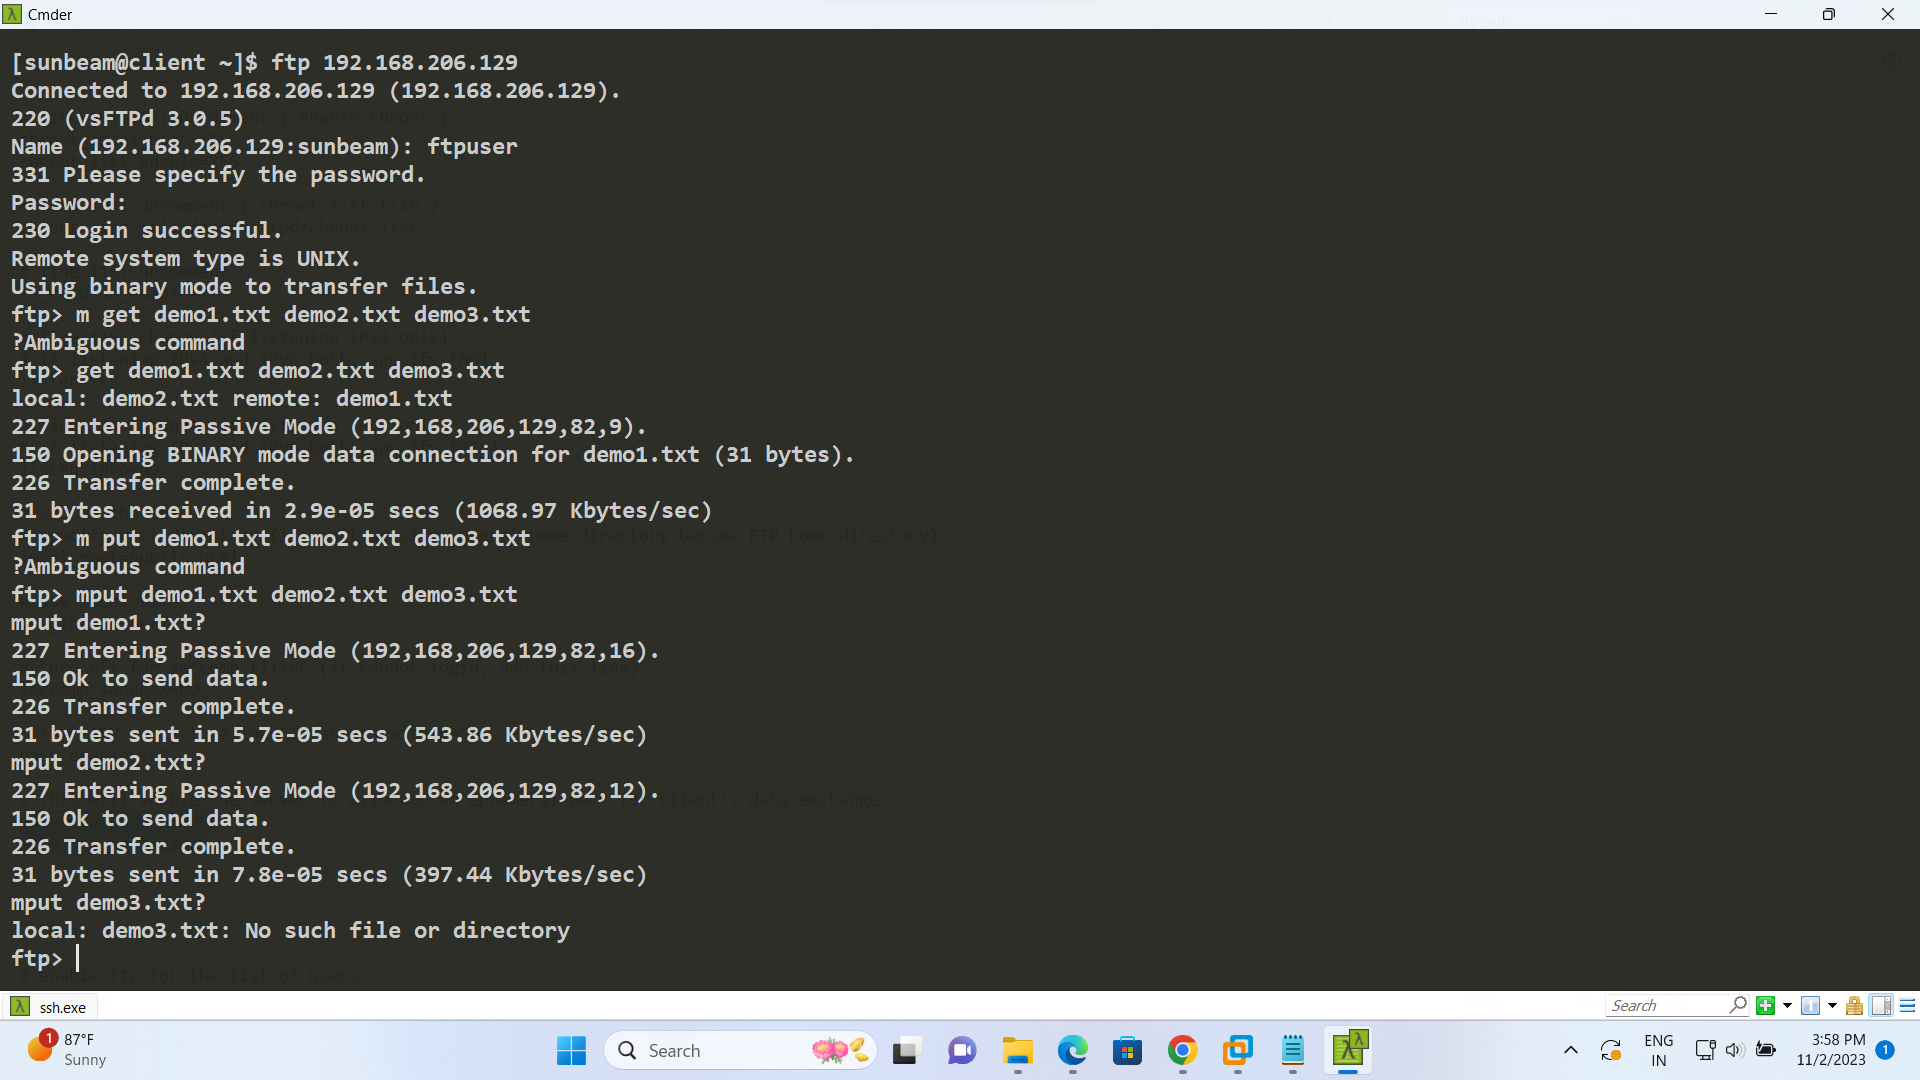 Cmder
[sunbeam@client ~]$ ftp 192.168.206.129
Connected to 192.168.206.129 (192.168.206.129).
220 (vsFTPd 3.0.5)
Name (192.168.206.129:sunbeam): ftpuser
331 Please specify the password.
Password:
230 Login successful.
Remote system type is UNIX.
Using binary mode to transfer files.
ftp> m get demo1.txt demo2.txt demo3.txt
?Ambiguous command
ftp> get demo1.txt demo2.txt demo3.txt
local: demo2.txt remote: demo1.txt
227 Entering Passive Mode (192,168,206,129,82,9).
150 Opening BINARY mode data connection for demo1.txt (31 bytes).
226 Transfer complete.
31 bytes received in 2.9e-05 secs (1068.97 Kbytes/sec)
ftp> m put demo1.txt demo2.txt demo3.txt
?Ambiguous command
ftp> mput demo1.txt demo2.txt demo3.txt
mput demo1.txt?
227 Entering Passive Mode (192,168,206,129,82,16).
150 Ok to send data.
226 Transfer complete.
31 bytes sent in 5.7e-05 secs (543.86 Kbytes/sec)
mput demo2.txt?
227 Entering Passive Mode (192,168,206,129,82,12).
150 Ok to send data.
226 Transfer complete.
31 bytes sent in 7.8e-05 secs (397.44 Kbytes/sec)
mput demo3.txt?
local: demo3.txt: No such file or directory
ftp>
enable ftp for the list of users
ssh.exe
Search
1
87°F
Sunny
Search
ENG
IN
3:58 PM
11/2/2023
1